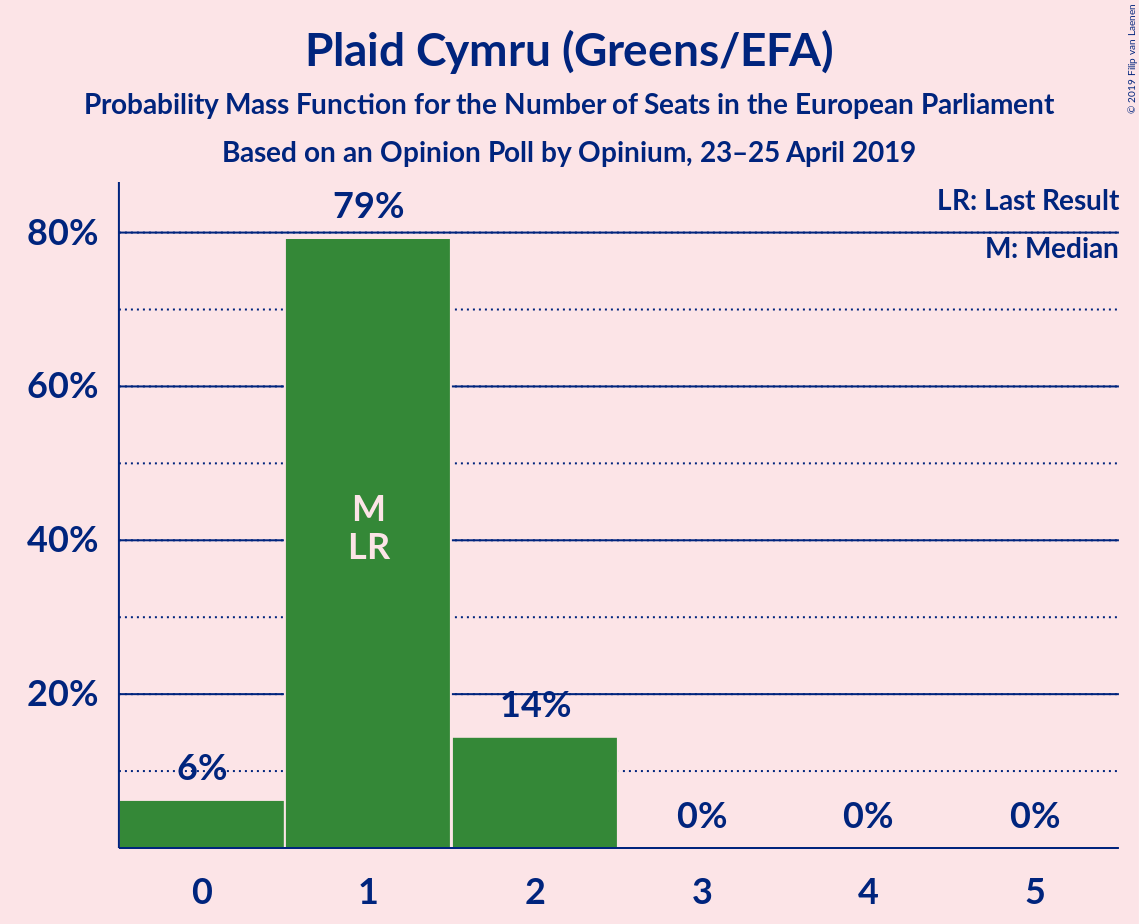 Plaid Cymru (Greens/EFA)
Probability Mass Function for the Number of Seats in the European Parliament
Based on an Opinion Poll by Opinium, 23–25 April 2019
© 2019 Filip van Laenen
LR: Last Result
M: Median
80%
60%
40%
20%
79%
M
LR
14%
6%
0%
0%
0%
0
1
2
3
4
5